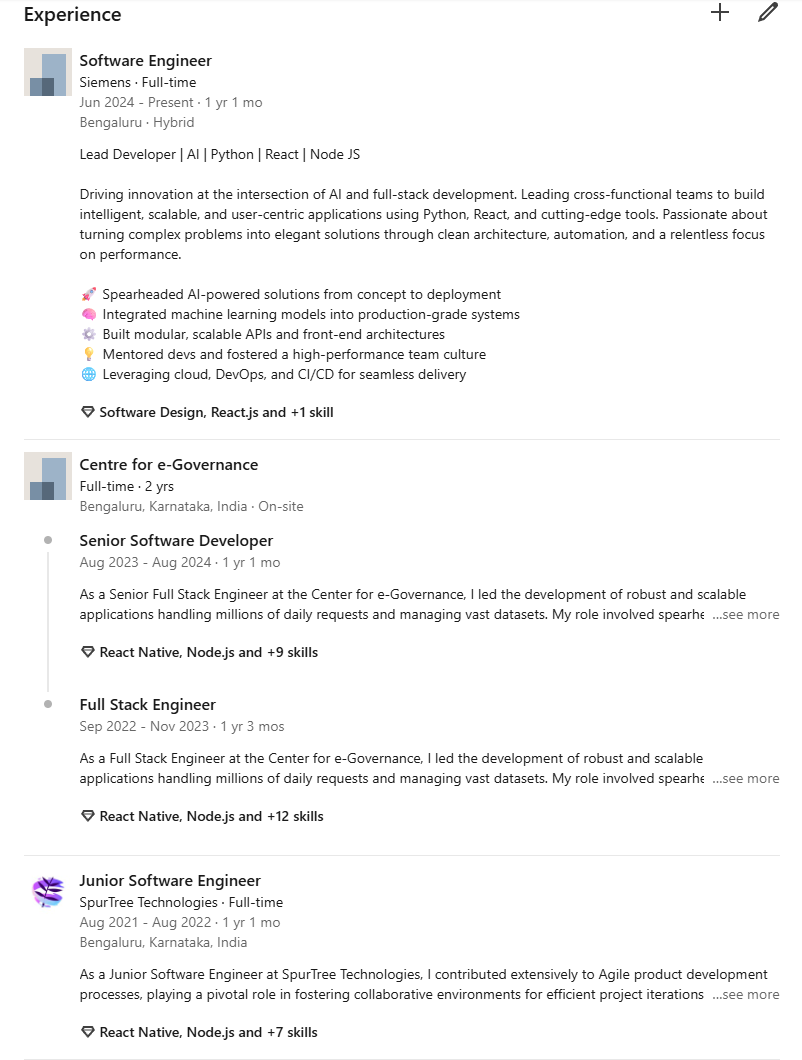 Experience
Software Engineer
Siemens · Full-time
Jun 2024 - Present · 1 yr 1 mo
Bengaluru · Hybrid
Lead Developer | AI | Python | React | Node JS
Driving innovation at the intersection of AI and full-stack development. Leading cross-functional teams to build
intelligent, scalable, and user-centric applications using Python, React, and cutting-edge tools. Passionate about
turning complex problems into elegant solutions through clean architecture, automation, and a relentless focus
on performance.
🚀 Spearheaded AI-powered solutions from concept to deployment
🧠 Integrated machine learning models into production-grade systems
⚙️ Built modular, scalable APIs and front-end architectures
💡 Mentored devs and fostered a high-performance team culture
🌐 Leveraging cloud, DevOps, and CI/CD for seamless delivery
Software Design, React.js and +1 skill
Centre for e-Governance
Full-time · 2 yrs
Bengaluru, Karnataka, India · On-site
Senior Software Developer
Aug 2023 - Aug 2024 · 1 yr 1 mo
As a Senior Full Stack Engineer at the Center for e-Governance, I led the development of robust and scalable
applications handling millions of daily requests and managing vast datasets. My role involved spearhe ...see more
React Native, Node.js and +9 skills
Full Stack Engineer
Sep 2022 - Nov 2023 · 1 yr 3 mos
As a Full Stack Engineer at the Center for e-Governance, I led the development of robust and scalable
applications handling millions of daily requests and managing vast datasets. My role involved spearhe ...see more
React Native, Node.js and +12 skills
Junior Software Engineer
SpurTree Technologies · Full-time
Aug 2021 - Aug 2022 · 1 yr 1 mo
Bengaluru, Karnataka, India
As a Junior Software Engineer at SpurTree Technologies, I contributed extensively to Agile product development
processes, playing a pivotal role in fostering collaborative environments for efficient project iterations ...see more
React Native, Node.js and +7 skills